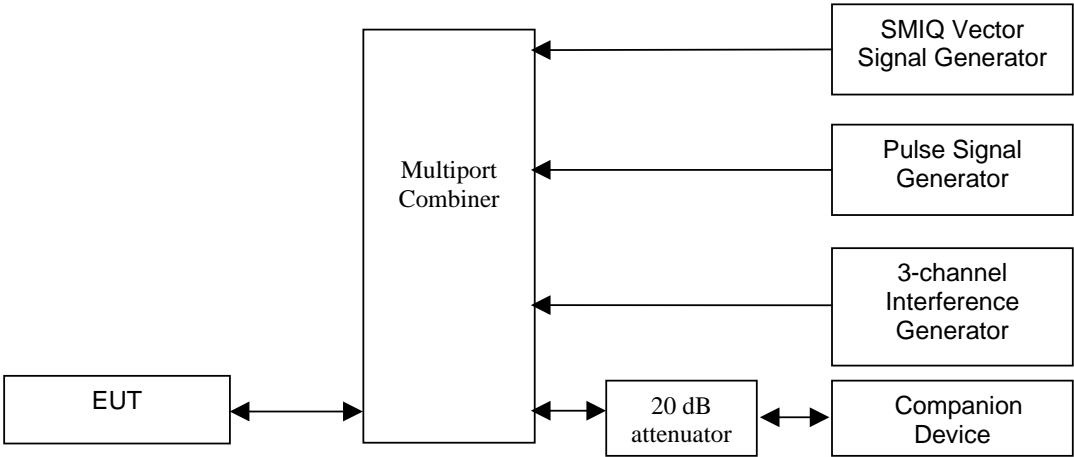 SMIQ Vector
Signal Generator
Pulse Signal
Generator
Multiport
Combiner
3-channel
Interference
Generator
EUT
20 dB
attenuator
Companion
Device